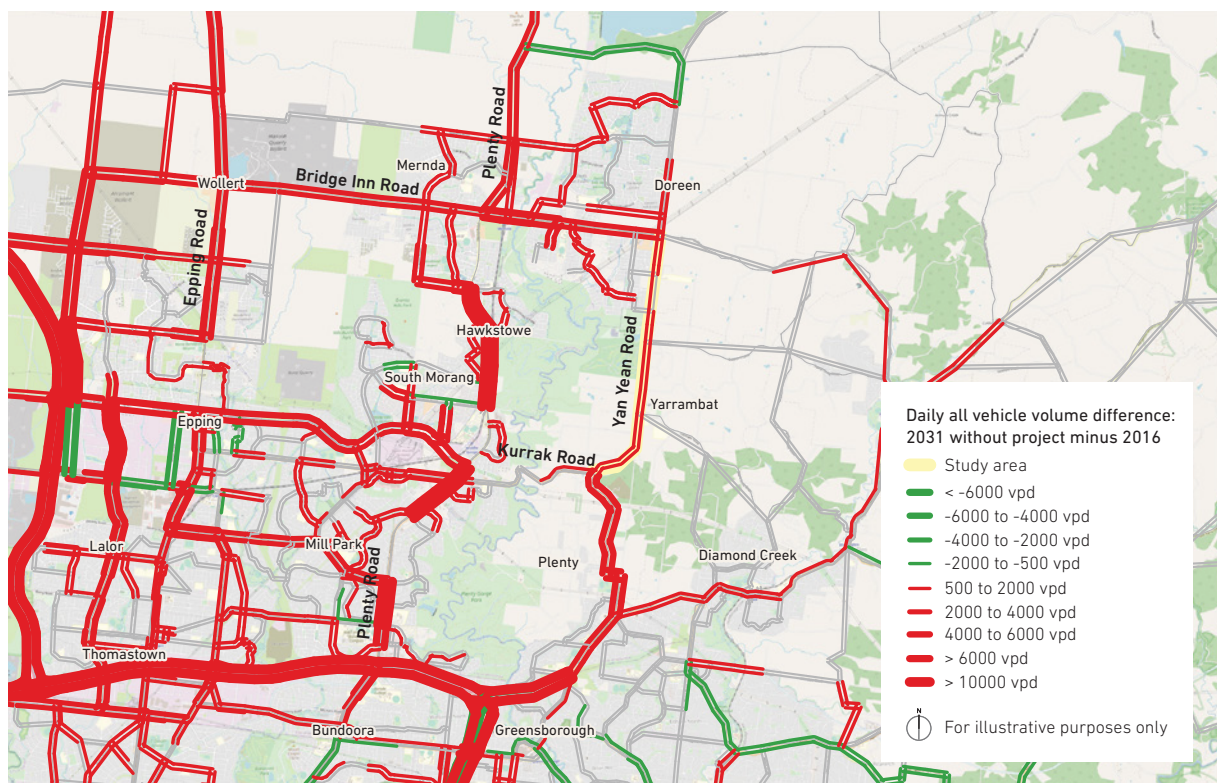 Plenty Road
Mernda
Doreen
Wollert
Bridge Inn Road
Epping Road
Hawkstowe
South Morang
Yan Yean Road
Yarrambat
Epping
Kurrak Road
Lalor
Mill Park
Plenty
Diamond Creek
Plenty Road
Thomastown
Bundoora
Greensborough
Daily all vehicle volume difference:
2031 without project minus 2016
Study area
< -6000 vpd
-6000 to -4000 vpd
-4000 to -2000 vpd
-2000 to -500 vpd
500 to 2000 vpd
2000 to 4000 vpd
4000 to 6000 vpd
> 6000 vpd
> 10000 vpd
N
For illustrative purposes only